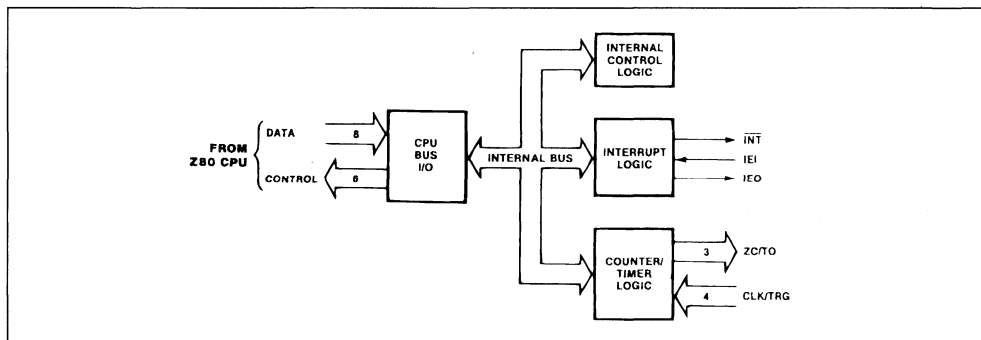 INTERNAL
CONTROL
LOGIC
FROM
Z80 CPU
DATA
8
CONTROL
6
CPU
BUS
I/O
INTERNAL BUS
INTERRUPT
LOGIC
INT
IEI
IEO
COUNTER/
TIMER
LOGIC
3
ZC/TO
4
CLK/TRG